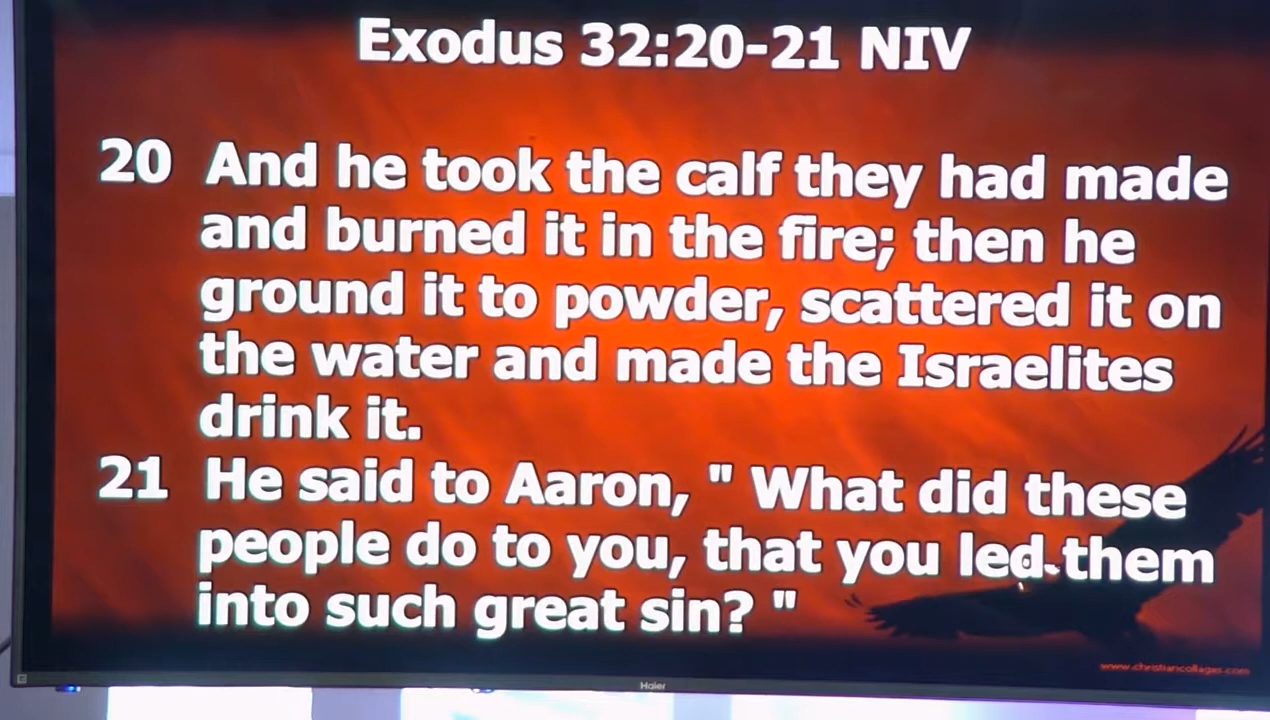 Exodus 32:20-21 NIV
20 And he took the calf they had made
and burned it in the fire; then he
ground it to powder, scattered it on
the water and made the Israelites
drink it.
21 He said to Aaron, " What did these
people do to you, that you led them
into such great sin? "
www.christiancollages.com
Haier